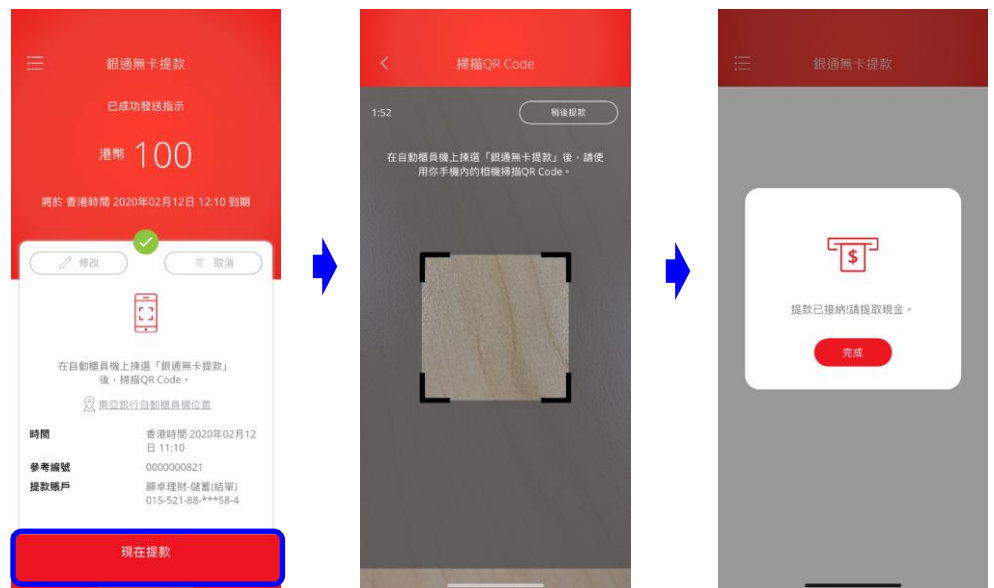 銀通無卡提款
已成功發送指示
港幣 100
將於 香港時間 2020年02月12日 12:10 到期
修改
取消
在自動櫃員機上揀選「銀通無卡提款」
後，掃描QR Code。
東亞銀行自動櫃員機位置
時間 香港時間 2020年02月12
日 11:10
參考編號 0000000821
提款賬戶 顯卓理財-儲蓄(結單)
015-521-88-***58-4
現在提款
掃描QR Code
1:52
稍後提款
在自動櫃員機上揀選「銀通無卡提款」後，請使
用你手機內的相機掃描QR Code。
銀通無卡提款
$
提款已接納!請提取現金。
完成